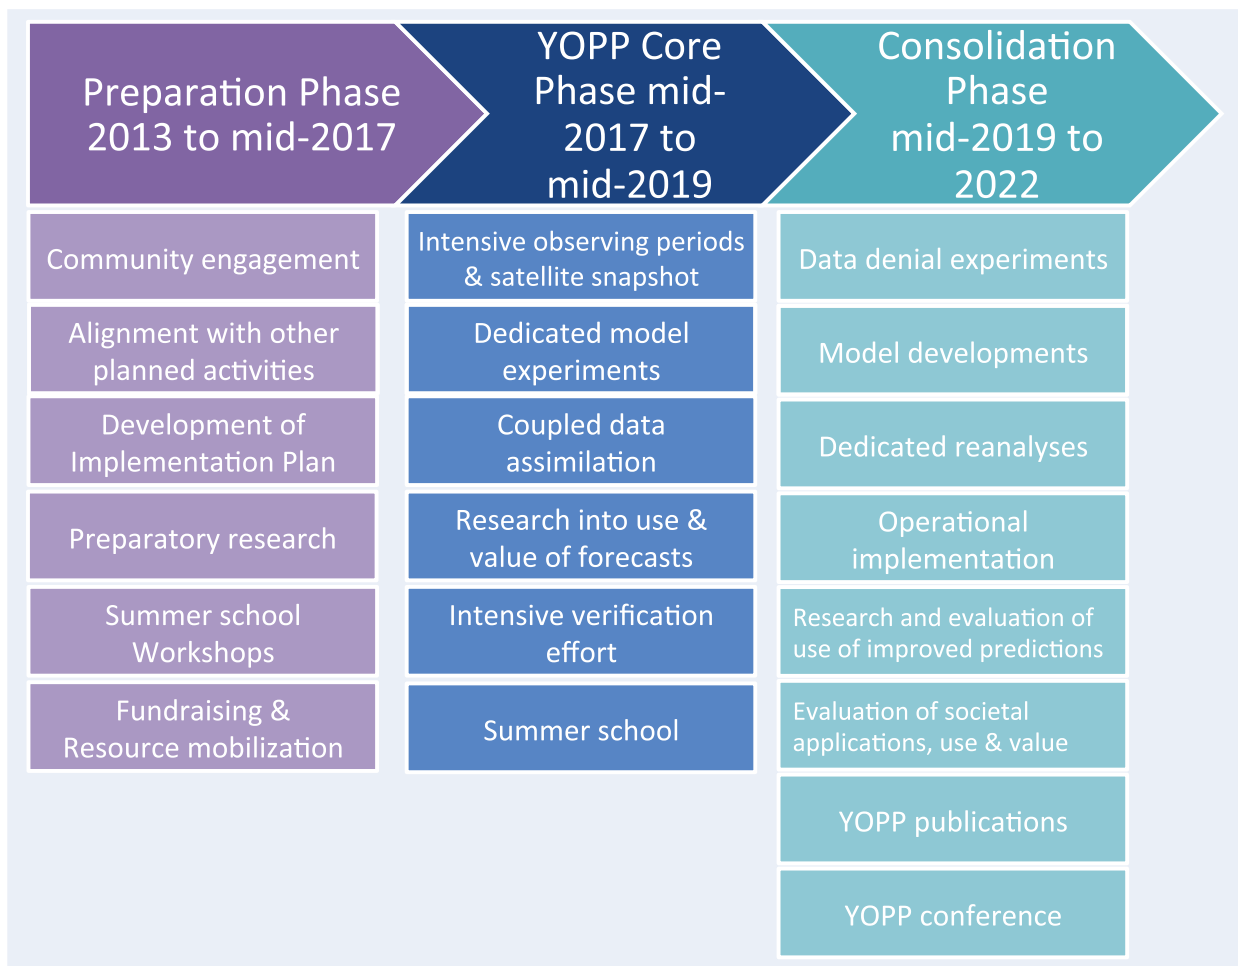 Preparation Phase
2013 to mid-2017
YOPP Core
Phase mid-
2017 to
mid-2019
Consolidation
Phase
mid-2019 to
2022
Community engagement
Alignment with other
planned activities
Development of
Implementation Plan
Preparatory research
Summer school
Workshops
Fundraising &
Resource mobilization
Intensive observing periods
& satellite snapshot
Dedicated model
experiments
Coupled data
assimilation
Research into use &
value of forecasts
Intensive verification
effort
Summer school
Data denial experiments
Model developments
Dedicated reanalyses
Operational
implementation
Research and evaluation of
use of improved predictions
Evaluation of societal
applications, use & value
YOPP publications
YOPP conference